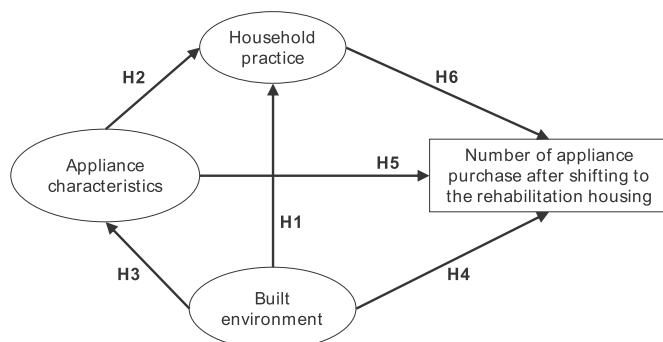 Household
practice
H2
H6
Appliance
characteristics
H5
Number of appliance
purchase after shifting to
the rehabilitation housing
H1
H3
H4
Built
environment